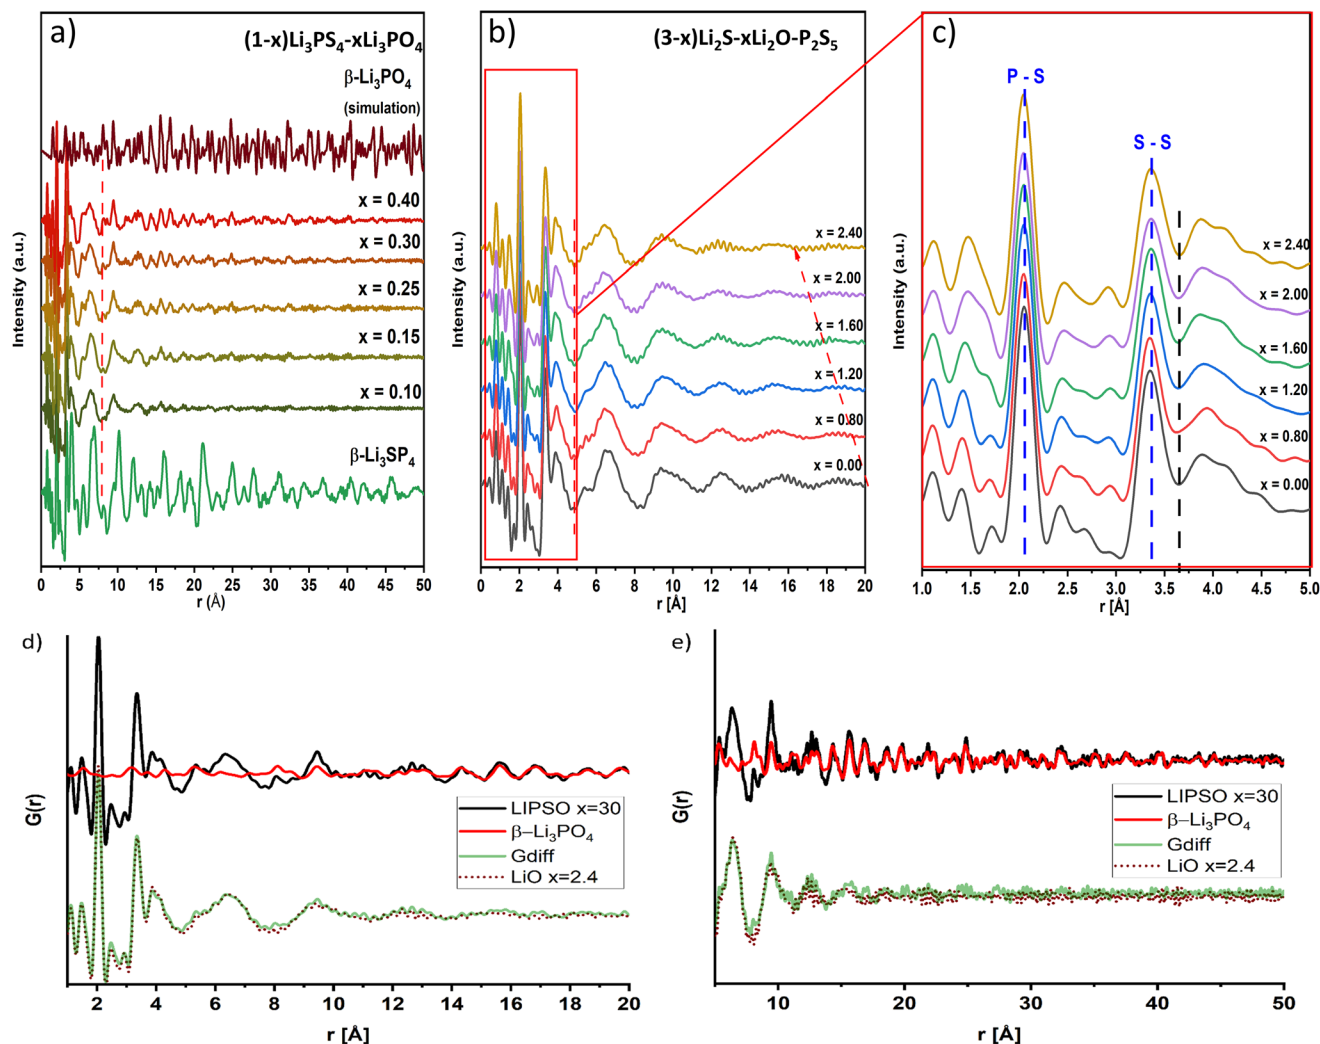 a)
(1-x)Li₃PS₄-xLi₃PO₄
β-Li₃PO₄
(simulation)
x = 0.40
x = 0.30
x = 0.25
x = 0.15
x = 0.10
β-Li₃SP₄
Intensity (a.u.)
0 5 10 15 20 25 30 35 40 45 50
r (Å)
b)
(3-x)Li₂S-xLi₂O-P₂S₅
x = 2.40
x = 2.00
x = 1.60
x = 1.20
x = 0.80
x = 0.00
Intensity (a.u.)
0 2 4 6 8 10 12 14 16 18 20
r [Å]
c)
P - S
S - S
x = 2.40
x = 2.00
x = 1.60
x = 1.20
x = 0.80
x = 0.00
Intensity (a.u.)
1.0 1.5 2.0 2.5 3.0 3.5 4.0 4.5 5.0
r [Å]
d)
G(r)
LIPSO x=30
β–Li₃PO₄
Gdiff
LiO x=2.4
2 4 6 8 10 12 14 16 18 20
r [Å]
e)
G(r)
LIPSO x=30
β–Li₃PO₄
Gdiff
LiO x=2.4
10 20 30 40 50
r [Å]